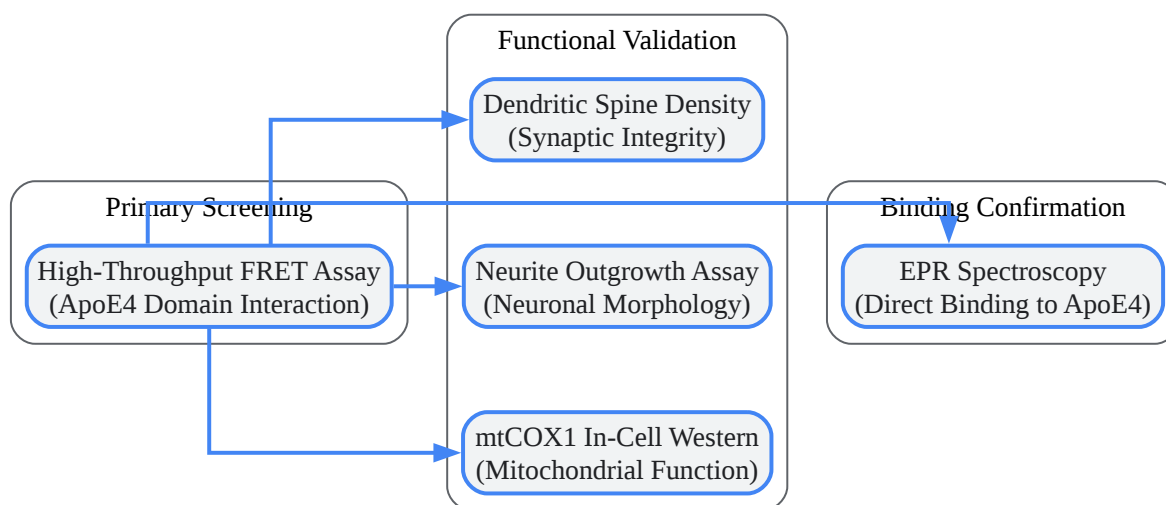 Functional Validation
Dendritic Spine Density
(Synaptic Integrity)
Primary Screening
Binding Confirmation
High-Throughput FRET Assay
(ApoE4 Domain Interaction)
Neurite Outgrowth Assay
(Neuronal Morphology)
EPR Spectroscopy
(Direct Binding to ApoE4)
mtCOX1 In-Cell Western
(Mitochondrial Function)